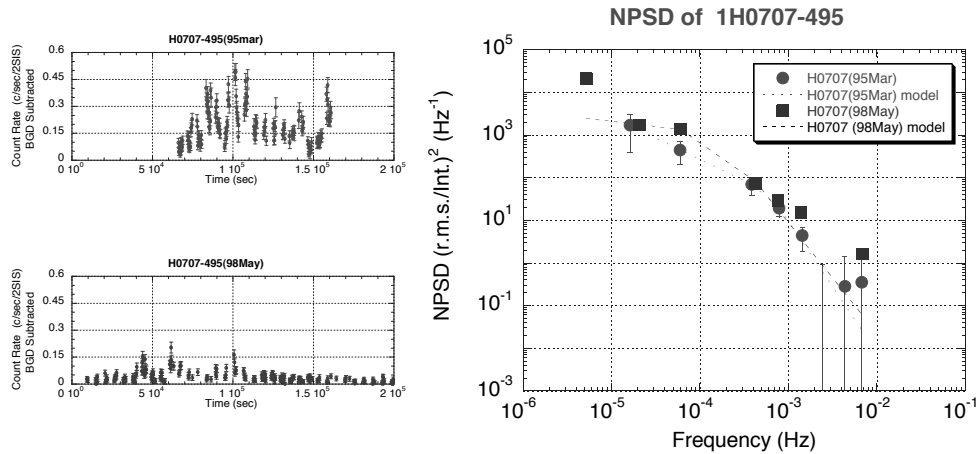 H0707-495(95mar)
Count Rate (c/sec/2SIS)
BGD Subtracted
0.6
0.45
0.3
0.15
0
0 10⁰
5 10⁴
1 10⁵
1.5 10⁵
2 10⁵
Time (sec)
H0707-495(98May)
Count Rate (c/sec/2SIS)
BGD Subtracted
0.6
0.45
0.3
0.15
0
0 10⁰
5 10⁴
1 10⁵
1.5 10⁵
2 10⁵
Time (sec)
NPSD of 1H0707-495
NPSD (r.m.s./Int.)² (Hz⁻¹)
10⁵
10³
10¹
10⁻¹
10⁻³
H0707(95Mar)
H0707(95Mar) model
H0707(98May)
H0707 (98May) model
10⁻⁶
10⁻⁵
10⁻⁴
10⁻³
10⁻²
10⁻¹
Frequency (Hz)